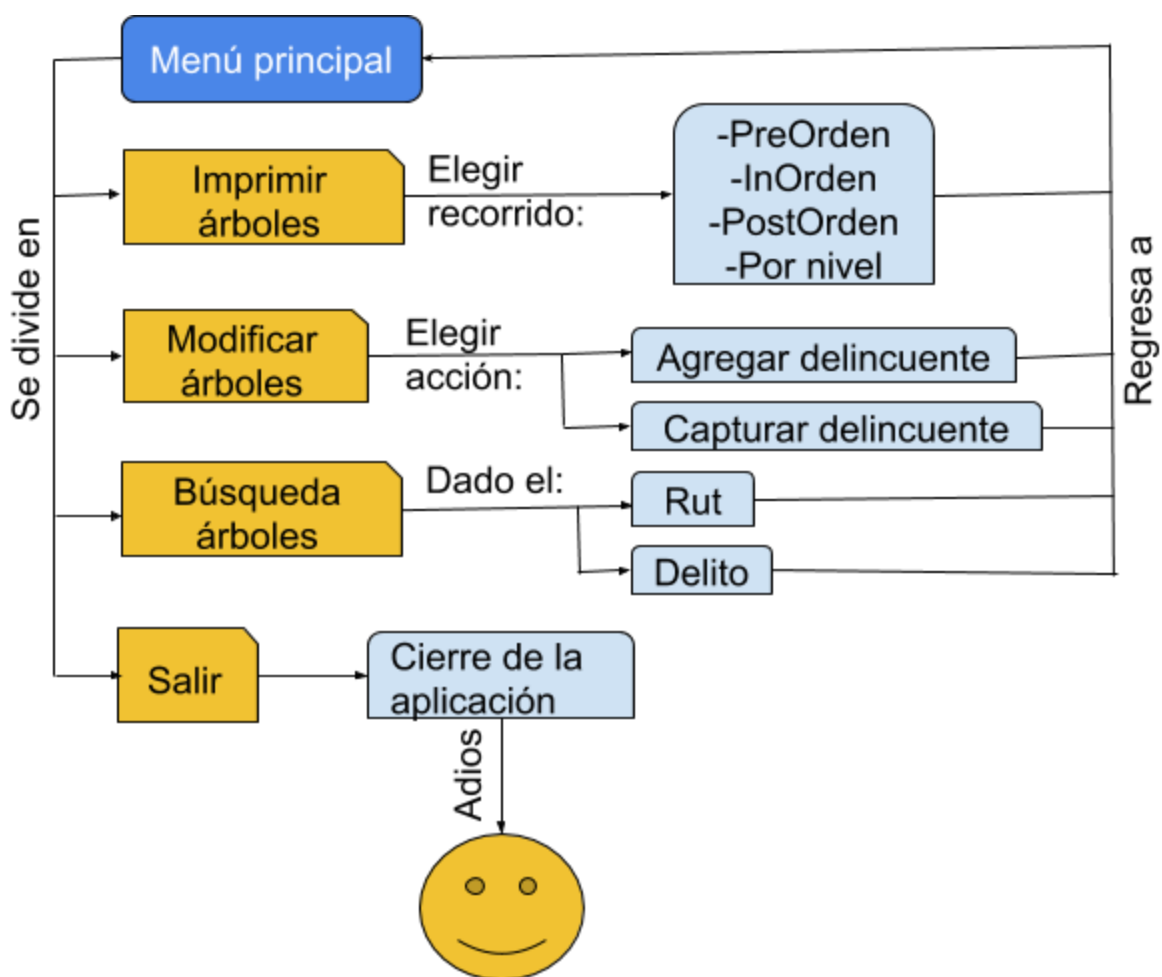 Menú principal
Se divide en
Imprimir
árboles
Elegir
recorrido:
-PreOrden
-InOrden
-PostOrden
-Por nivel
Modificar
árboles
Elegir
acción:
Agregar delincuente
Capturar delincuente
Regresa a
Búsqueda
árboles
Dado el:
Rut
Delito
Salir
Cierre de la
aplicación
Adios